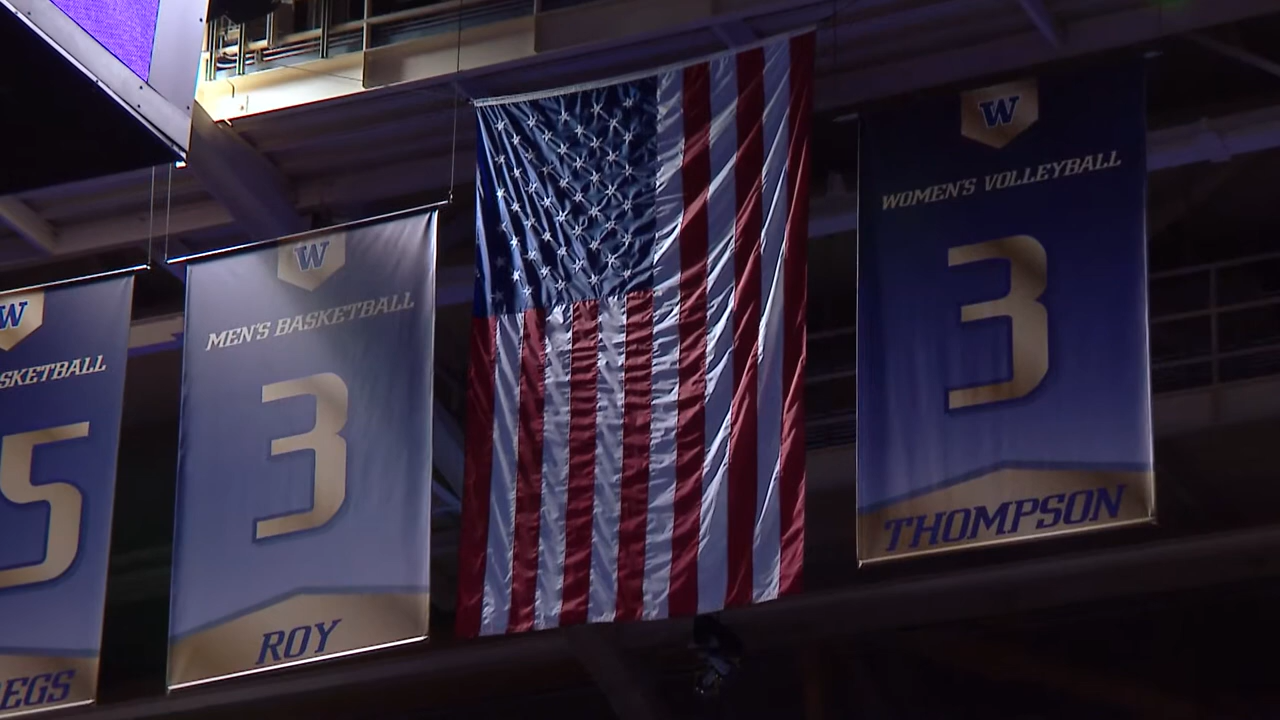 W
SKETBALL
5
EGS
W
MEN'S BASKETBALL
3
ROY
W
WOMEN'S VOLLEYBALL
3
THOMPSON